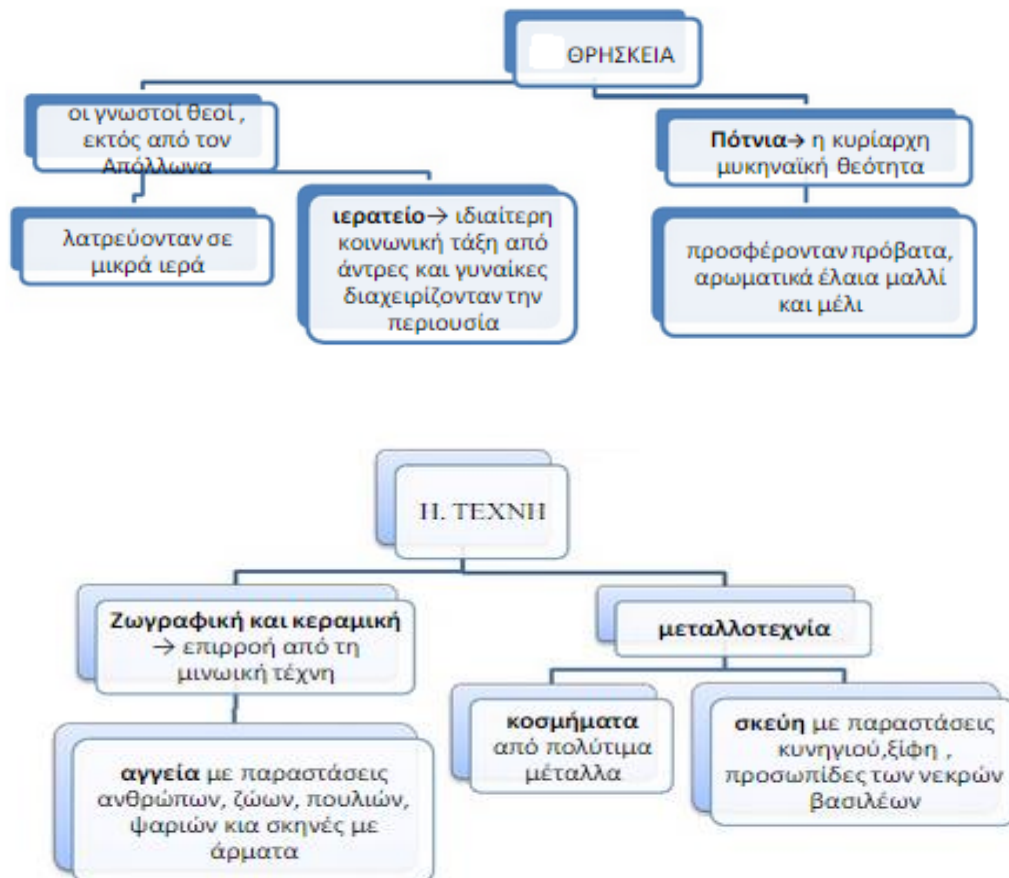 ΘΡΗΣΚΕΙΑ
οι γνωστοί θεοί ,
εκτός από τον
Απόλλωνα
Πότνια→ η κυρίαρχη
μυκηναϊκή θεότητα
λατρεύονταν σε
μικρά ιερά
ιερατείο→ ιδιαίτερη
κοινωνική τάξη από
άντρες και γυναίκες
διαχειρίζονταν την
περιουσία
προσφέρονταν πρόβατα,
αρωματικά έλαια μαλλί
και μέλι
Η. ΤΕΧΝΗ
Ζωγραφική και κεραμική
→ επιρροή από τη
μινωική τέχνη
μεταλλοτεχνία
αγγεία με παραστάσεις
ανθρώπων, ζώων, πουλιών,
ψαριών κια σκηνές με
άρματα
κοσμήματα
από πολύτιμα
μέταλλα
σκεύη με παραστάσεις
κυνηγιού,ξίφη ,
προσωπίδες των νεκρών
βασιλέων